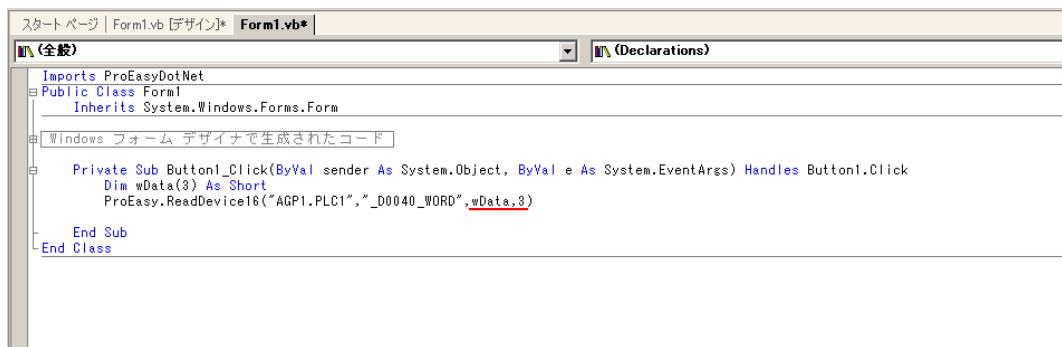 スタート ページ | Form1.vb [デザイン]* Form1.vb*
(全般) (Declarations)
Imports ProEasyDotNet
Public Class Form1
Inherits System.Windows.Forms.Form
Windows フォーム デザイナで生成されたコード
Private Sub Button1_Click(ByVal sender As System.Object, ByVal e As System.EventArgs) Handles Button1.Click
Dim wData(3) As Short
ProEasy.ReadDevice16("AGP1.PLC1","_D0040_WORD",wData,3)
End Sub
End Class